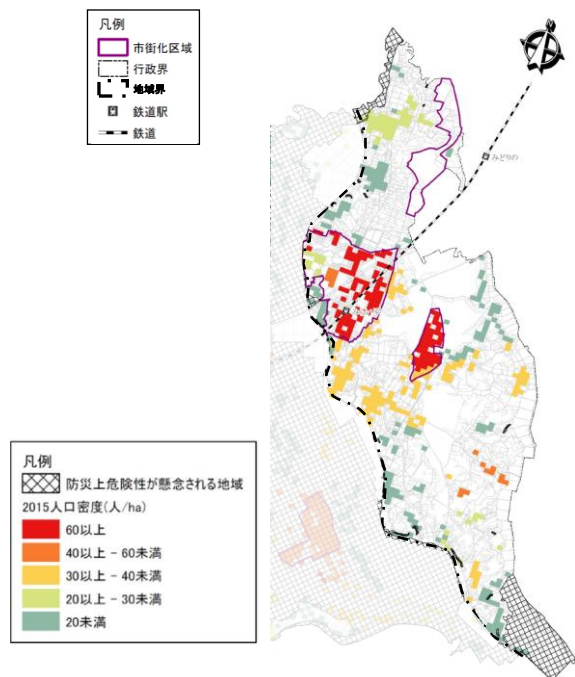 凡例
市街化区域
行政界
地域界
鉄道駅
鉄道
みどりの
凡例
防災上危険性が懸念される地域
2015人口密度(人/ha)
60以上
40以上 - 60未満
30以上 - 40未満
20以上 - 30未満
20未満